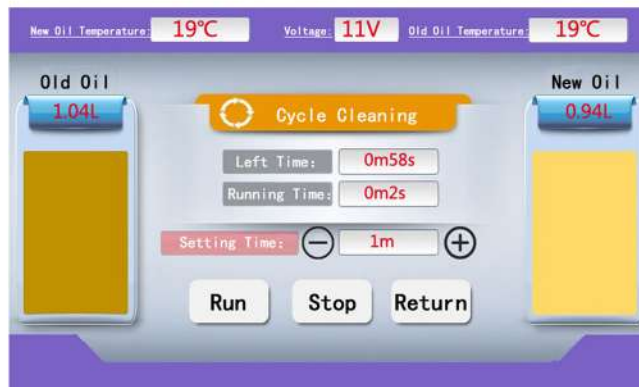 New Oil Temperature: 19℃ Voltage: 11V Old Oil Temperature: 19℃
Old Oil
1.04L
New Oil
0.94L
Cycle Cleaning
Left Time: 0m58s
Running Time: 0m2s
Setting Time: 1m
Run Stop Return